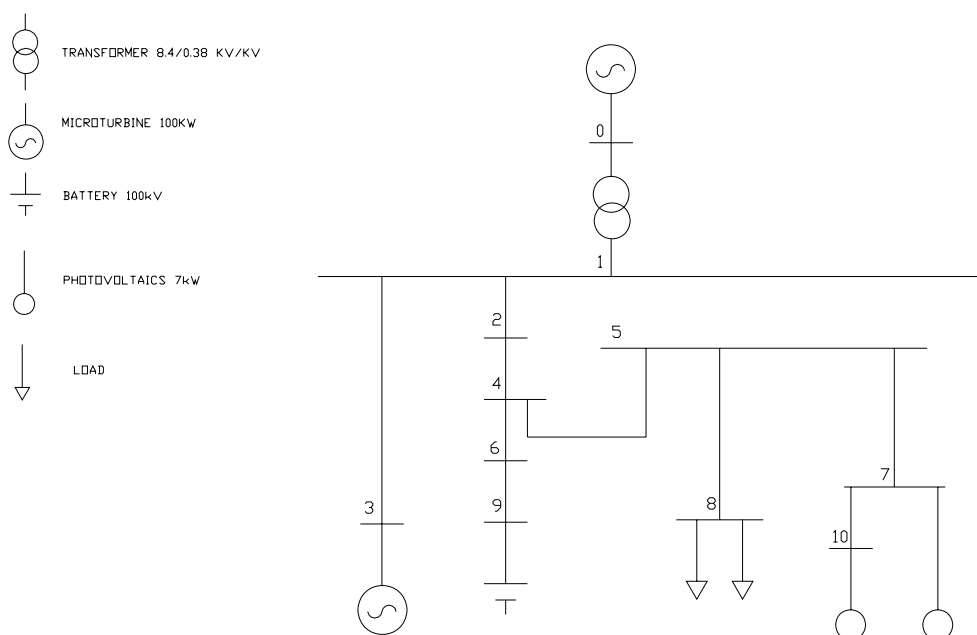 TRANSFORMER 8.4/0.38 KV/KV
MICROTURBINE 100KW
BATTERY 100kV
PHOTOVOLTAICS 7kW
LOAD
0
1
2
5
4
6
7
3
9
8
10